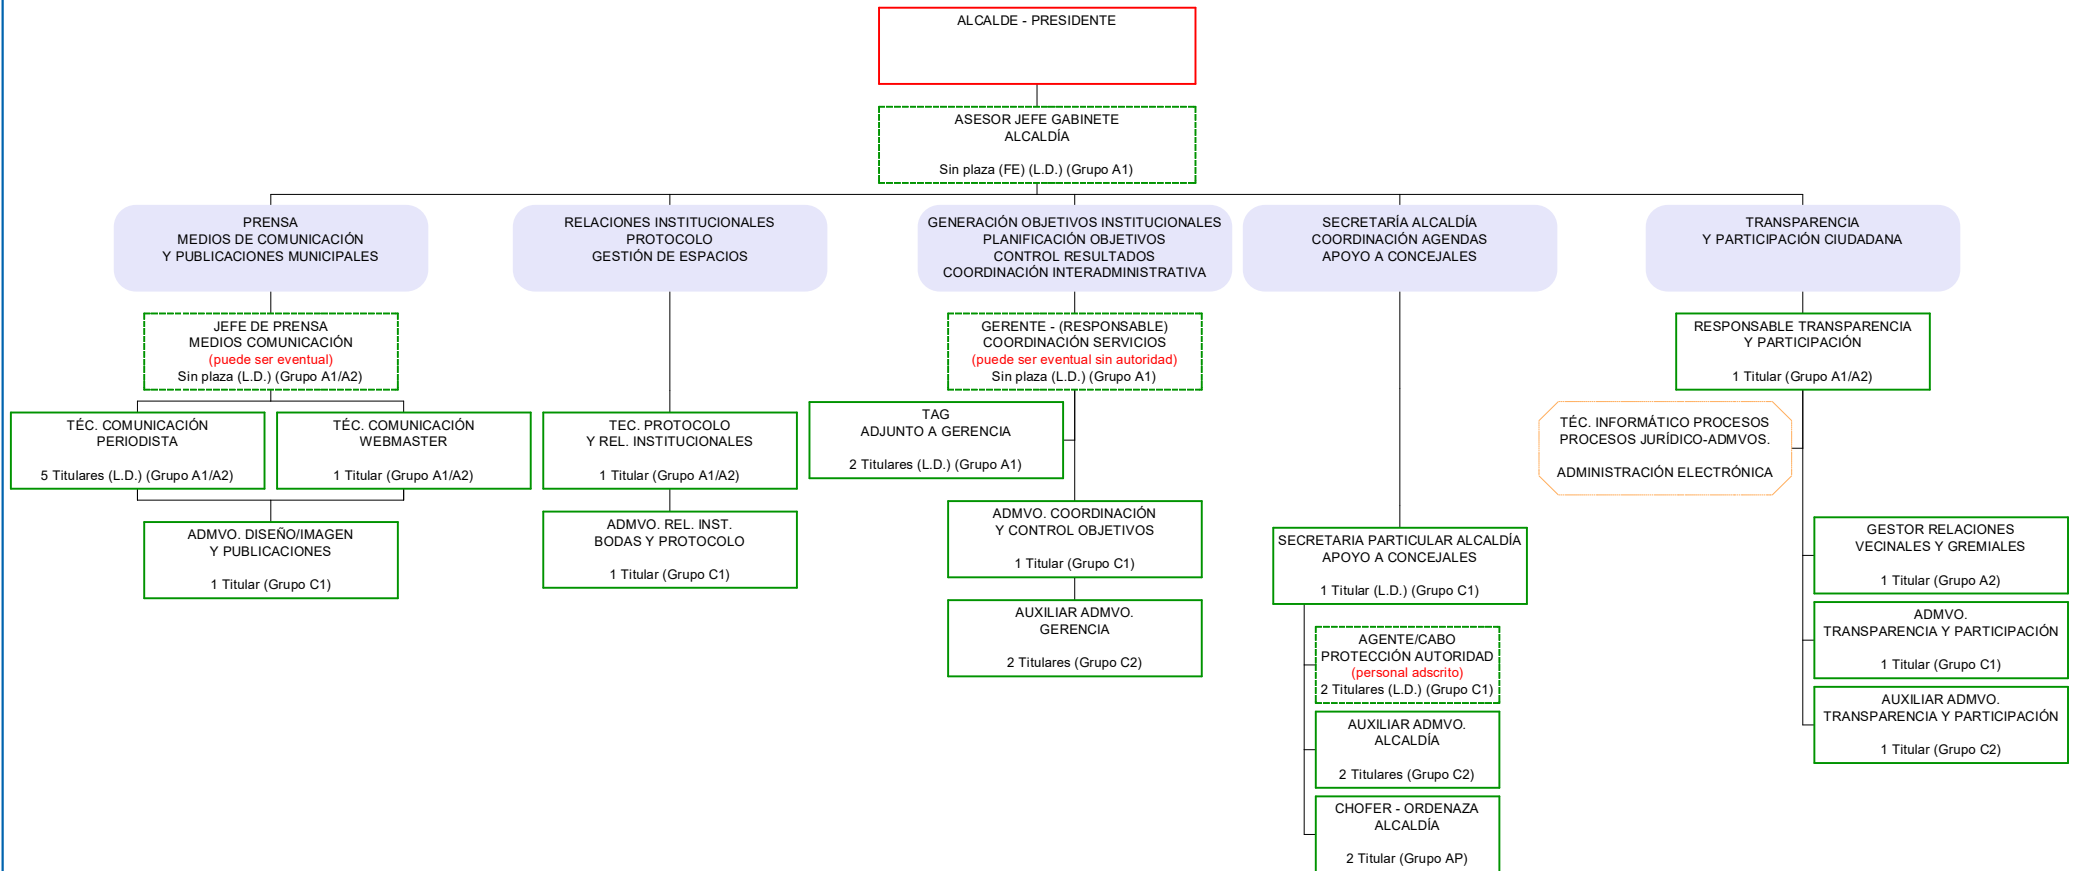 ALCALDE - PRESIDENTE
ASESOR JEFE GABINETE
ALCALDÍA
Sin plaza (FE) (L.D.) (Grupo A1)
PRENSA
MEDIOS DE COMUNICACIÓN
Y PUBLICACIONES MUNICIPALES
RELACIONES INSTITUCIONALES
PROTOCOLO
GESTIÓN DE ESPACIOS
GENERACIÓN OBJETIVOS INSTITUCIONALES
PLANIFICACIÓN OBJETIVOS
CONTROL RESULTADOS
COORDINACIÓN INTERADMINISTRATIVA
SECRETARÍA ALCALDÍA
COORDINACIÓN AGENDAS
APOYO A CONCEJALES
TRANSPARENCIA
Y PARTICIPACIÓN CIUDADANA
JEFE DE PRENSA
MEDIOS COMUNICACIÓN
(puede ser eventual)
Sin plaza (L.D.) (Grupo A1/A2)
GERENTE - (RESPONSABLE)
COORDINACIÓN SERVICIOS
(puede ser eventual sin autoridad)
Sin plaza (L.D.) (Grupo A1)
RESPONSABLE TRANSPARENCIA
Y PARTICIPACIÓN
1 Titular (Grupo A1/A2)
TÉC. COMUNICACIÓN
PERIODISTA
5 Titulares (L.D.) (Grupo A1/A2)
TÉC. COMUNICACIÓN
WEBMASTER
1 Titular (Grupo A1/A2)
TEC. PROTOCOLO
Y REL. INSTITUCIONALES
1 Titular (Grupo A1/A2)
TAG
ADJUNTO A GERENCIA
2 Titulares (L.D.) (Grupo A1)
TÉC. INFORMÁTICO PROCESOS
PROCESOS JURÍDICO-ADMVOS.
ADMINISTRACIÓN ELECTRÓNICA
ADMVO. DISEÑO/IMAGEN
Y PUBLICACIONES
1 Titular (Grupo C1)
ADMVO. REL. INST.
BODAS Y PROTOCOLO
1 Titular (Grupo C1)
ADMVO. COORDINACIÓN
Y CONTROL OBJETIVOS
1 Titular (Grupo C1)
SECRETARIA PARTICULAR ALCALDÍA
APOYO A CONCEJALES
1 Titular (L.D.) (Grupo C1)
GESTOR RELACIONES
VECINALES Y GREMIALES
1 Titular (Grupo A2)
AUXILIAR ADMVO.
GERENCIA
2 Titulares (Grupo C2)
AGENTE/CABO
PROTECCIÓN AUTORIDAD
(personal adscrito)
2 Titulares (L.D.) (Grupo C1)
ADMVO.
TRANSPARENCIA Y PARTICIPACIÓN
1 Titular (Grupo C1)
AUXILIAR ADMVO.
ALCALDÍA
2 Titulares (Grupo C2)
AUXILIAR ADMVO.
TRANSPARENCIA Y PARTICIPACIÓN
1 Titular (Grupo C2)
CHOFER - ORDENAZA
ALCALDÍA
2 Titular (Grupo AP)